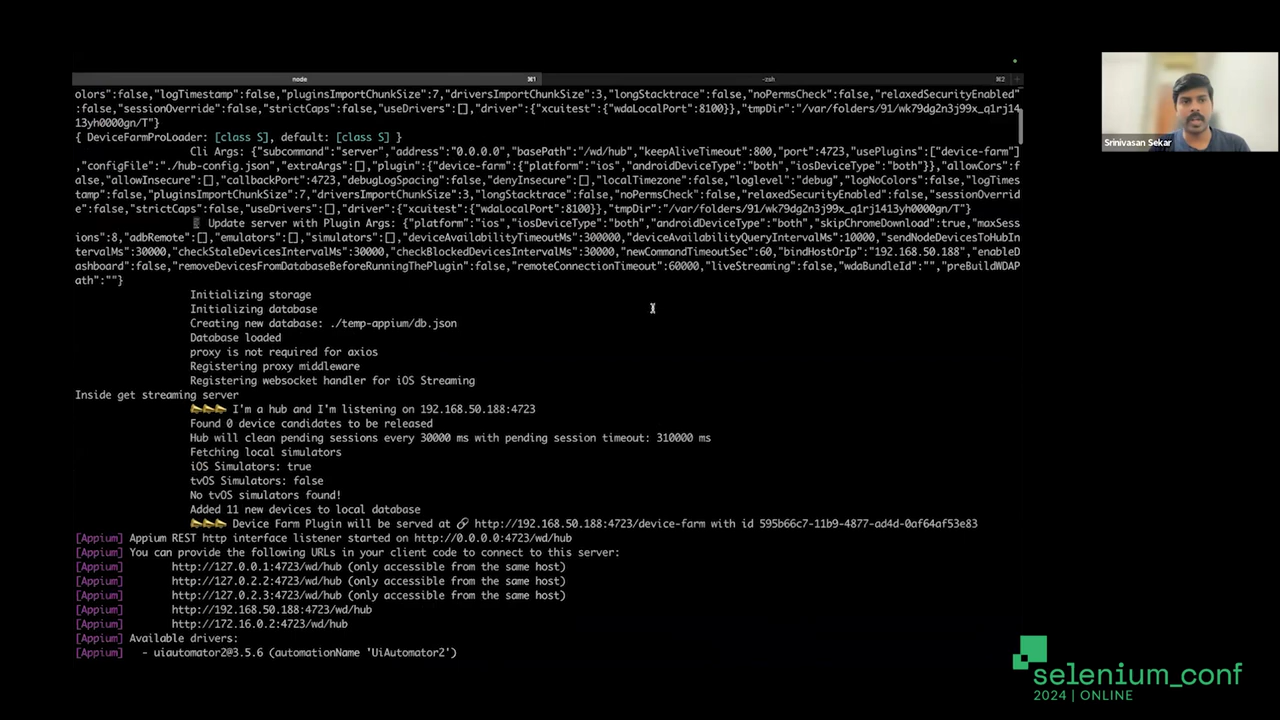 node
⌘1
-zsh
⌘2
+
olors":false,"logTimestamp":false,"pluginsImportChunkSize":7,"driversImportChunkSize":3,"longStacktrace":false,"noPermsCheck":false,"relaxedSecurityEnabled"
:false,"sessionOverride":false,"strictCaps":false,"useDrivers":[],"driver":{"xcuitest":{"wdaLocalPort":8100}},"tmpDir":"/var/folders/91/wk79dg2n3j99x_q1rj14
13yh0000gn/T"}
{ DeviceFarmProLoader: [class S], default: [class S] }
Cli Args: {"subcommand":"server","address":"0.0.0.0","basePath":"/wd/hub","keepAliveTimeout":800,"port":4723,"usePlugins":["device-farm"]
,"configFile":"./hub-config.json","extraArgs":[],"plugin":{"device-farm":{"platform":"ios","androidDeviceType":"both","iosDeviceType":"both"}},"allowCors":f
alse,"allowInsecure":[],"callbackPort":4723,"debugLogSpacing":false,"denyInsecure":[],"localTimezone":false,"loglevel":"debug","logNoColors":false,"logTimes
tamp":false,"pluginsImportChunkSize":7,"driversImportChunkSize":3,"longStacktrace":false,"noPermsCheck":false,"relaxedSecurityEnabled":false,"sessionOverrid
e":false,"strictCaps":false,"useDrivers":[],"driver":{"xcuitest":{"wdaLocalPort":8100}},"tmpDir":"/var/folders/91/wk79dg2n3j99x_q1rj1413yh0000gn/T"}
Update server with Plugin Args: {"platform":"ios","iosDeviceType":"both","androidDeviceType":"both","skipChromeDownload":true,"maxSes
sions":8,"adbRemote":[],"emulators":[],"simulators":[],"deviceAvailabilityTimeoutMs":300000,"deviceAvailabilityQueryIntervalMs":10000,"sendNodeDevicesToHubIn
tervalMs":30000,"checkStaleDevicesIntervalMs":30000,"checkBlockedDevicesIntervalMs":30000,"newCommandTimeoutSec":60,"bindHostOrIp":"192.168.50.188","enableD
ashboard":false,"removeDevicesFromDatabaseBeforeRunningThePlugin":false,"remoteConnectionTimeout":60000,"liveStreaming":false,"wdaBundleId":"","preBuildWDAP
ath":""}
Initializing storage
Initializing database
Creating new database: ./temp-appium/db.json
Database loaded
proxy is not required for axios
Registering proxy middleware
Registering websocket handler for iOS Streaming
Inside get streaming server
I'm a hub and I'm listening on 192.168.50.188:4723
Found 0 device candidates to be released
Hub will clean pending sessions every 30000 ms with pending session timeout: 310000 ms
Fetching local simulators
iOS Simulators: true
tvOS Simulators: false
No tvOS simulators found!
Added 11 new devices to local database
Device Farm Plugin will be served at 🔗 http://192.168.50.188:4723/device-farm with id 595b66c7-11b9-4877-ad4d-0af64af53e83
[Appium] Appium REST http interface listener started on http://0.0.0.0:4723/wd/hub
[Appium] You can provide the following URLs in your client code to connect to this server:
[Appium] http://127.0.0.1:4723/wd/hub (only accessible from the same host)
[Appium] http://127.0.2.2:4723/wd/hub (only accessible from the same host)
[Appium] http://127.0.2.3:4723/wd/hub (only accessible from the same host)
[Appium] http://192.168.50.188:4723/wd/hub
[Appium] http://172.16.0.2:4723/wd/hub
[Appium] Available drivers:
[Appium] - uiautomator2@3.5.6 (automationName 'UiAutomator2')
Srinivasan Sekar
selenium_conf
2024 | ONLINE